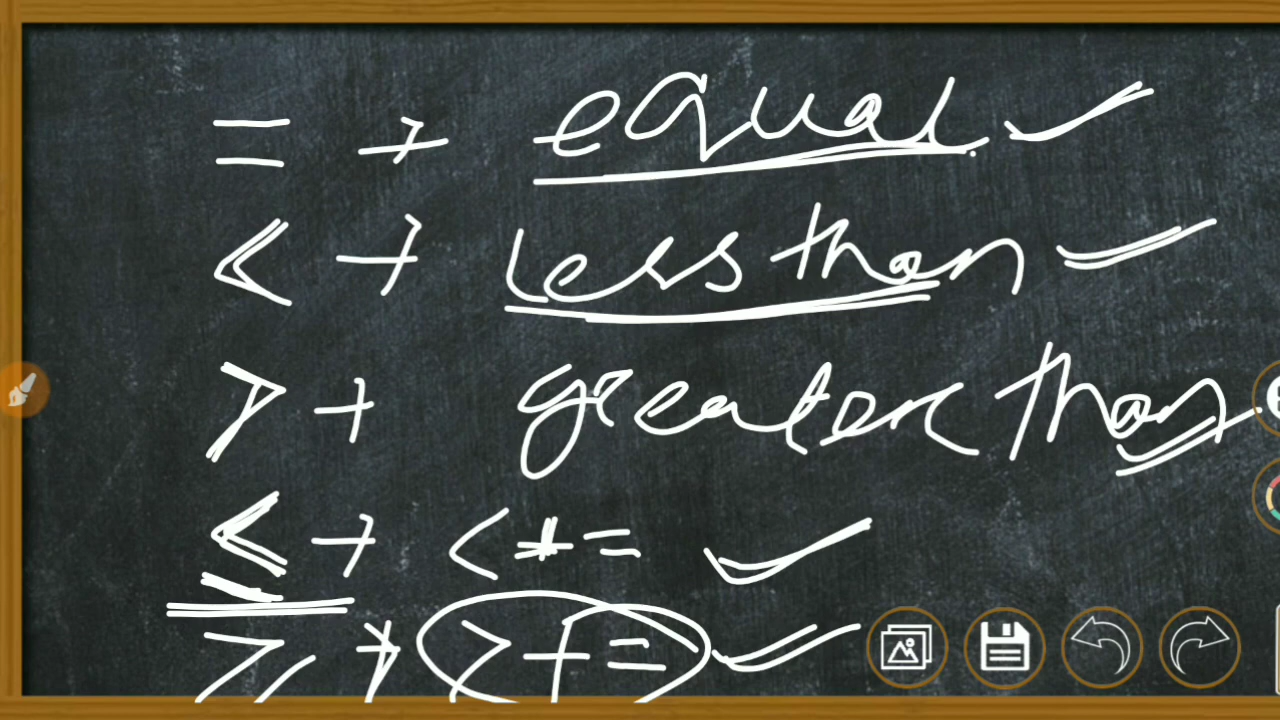 = → equal
< → less than
> → greater than
≤ → < + =
≥ → > + =